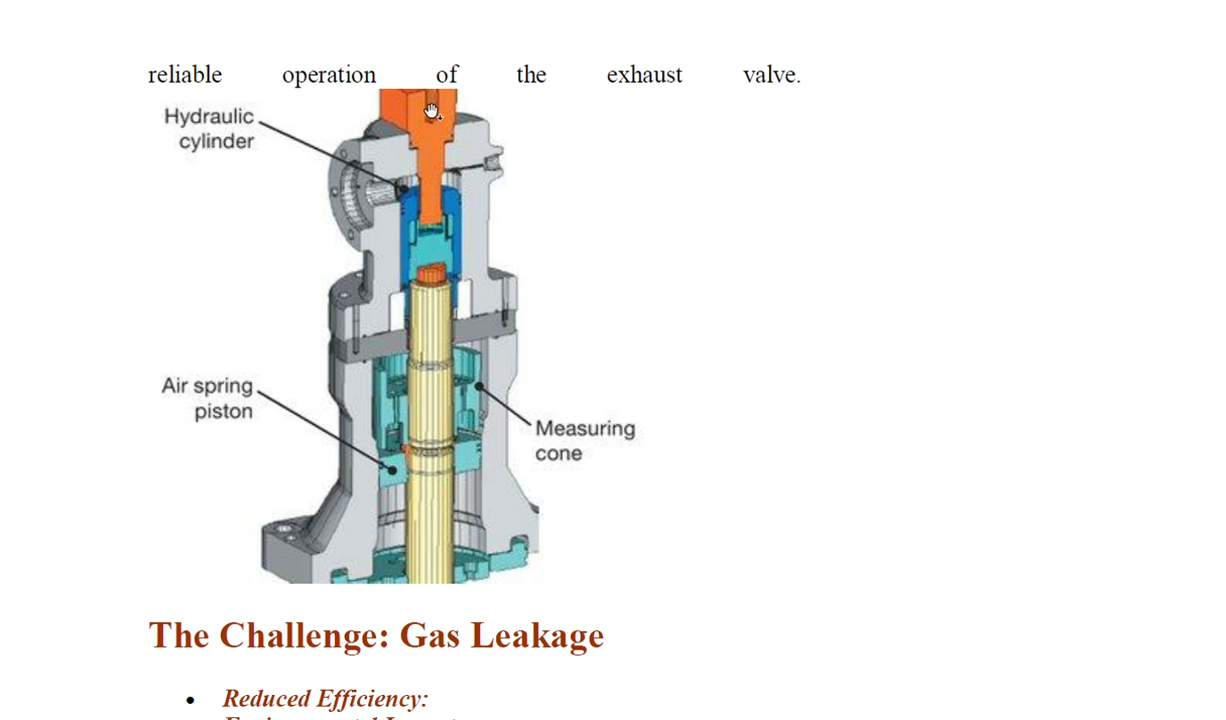 reliable operation of the exhaust valve.
Hydraulic
cylinder
Air spring
piston
Measuring
cone
The Challenge: Gas Leakage
• Reduced Efficiency: